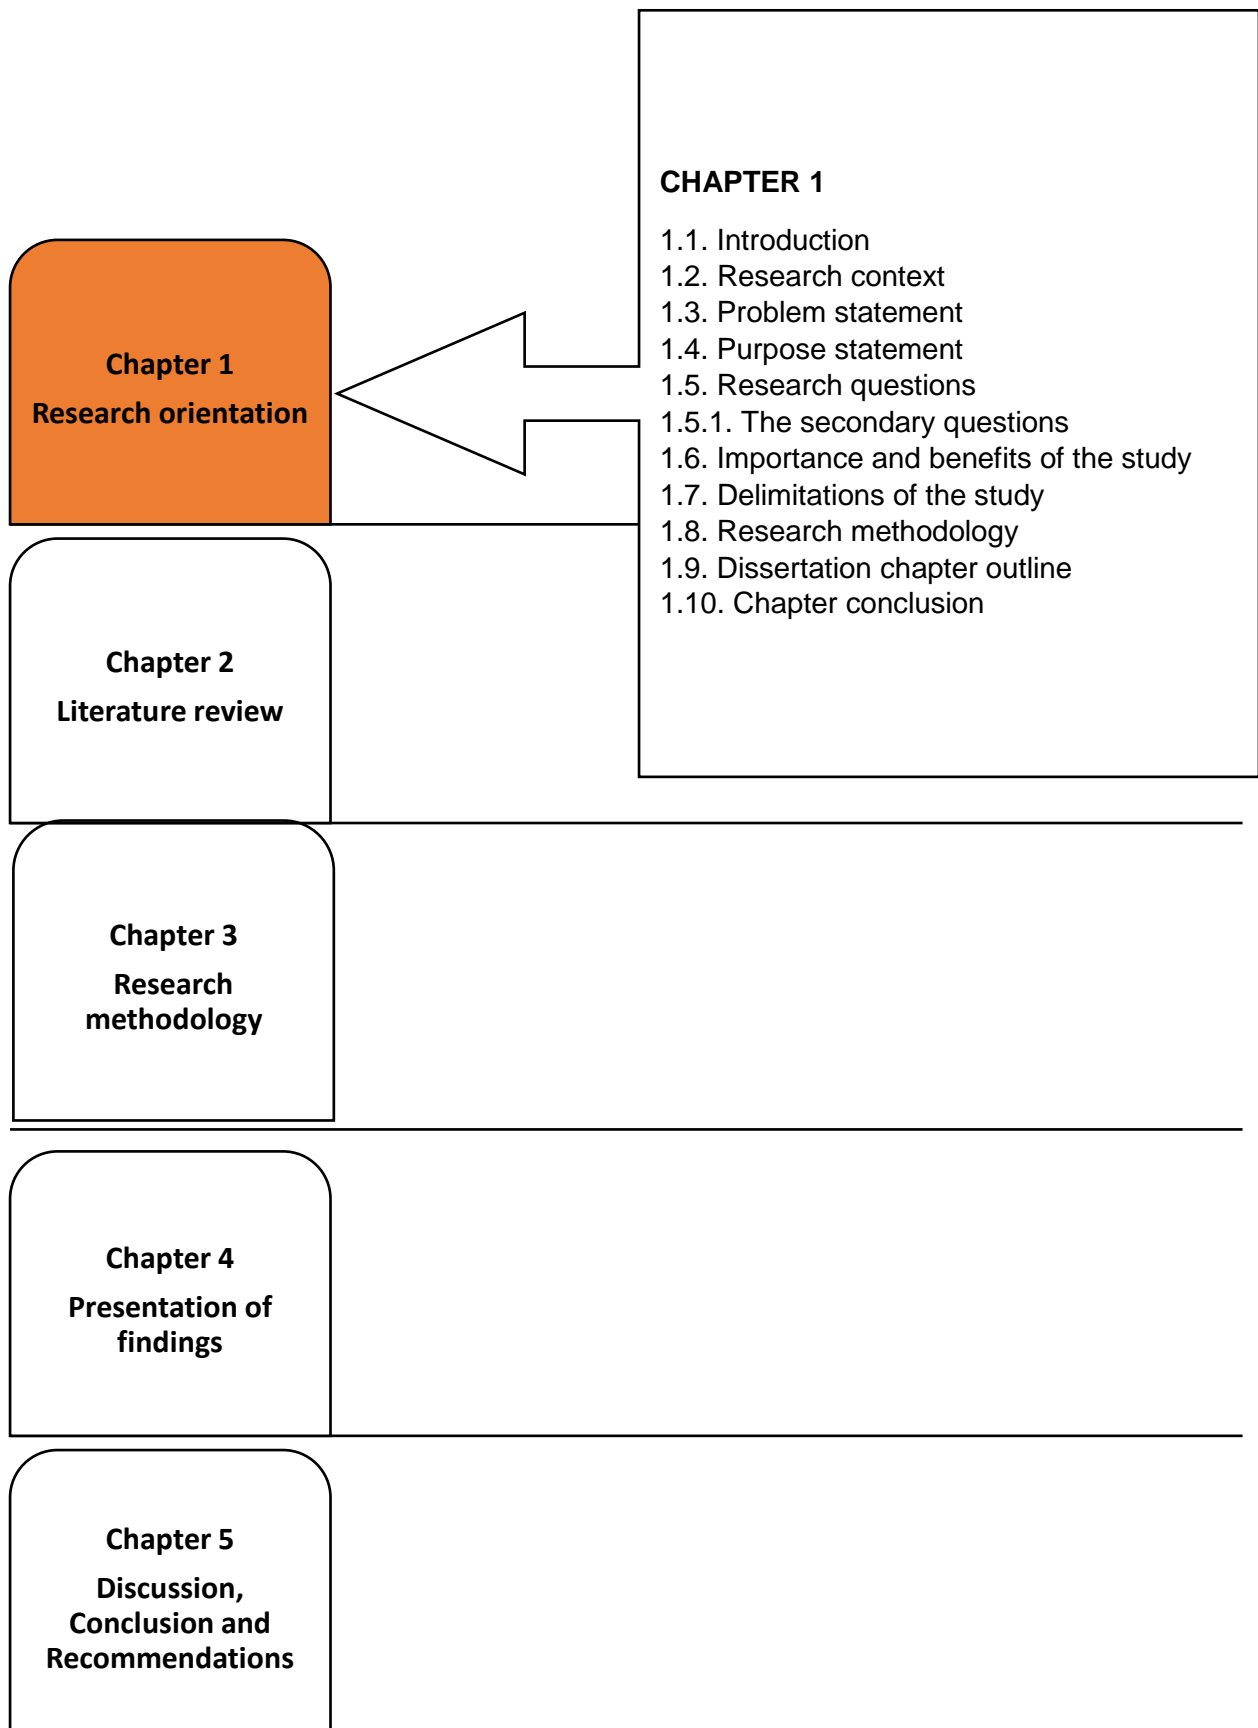 CHAPTER 1
1.1. Introduction
1.2. Research context
1.3. Problem statement
1.4. Purpose statement
1.5. Research questions
1.5.1. The secondary questions
1.6. Importance and benefits of the study
1.7. Delimitations of the study
1.8. Research methodology
1.9. Dissertation chapter outline
1.10. Chapter conclusion
Chapter 1
Research orientation
Chapter 2
Literature review
Chapter 3
Research
methodology
Chapter 4
Presentation of
findings
Chapter 5
Discussion,
Conclusion and
Recommendations